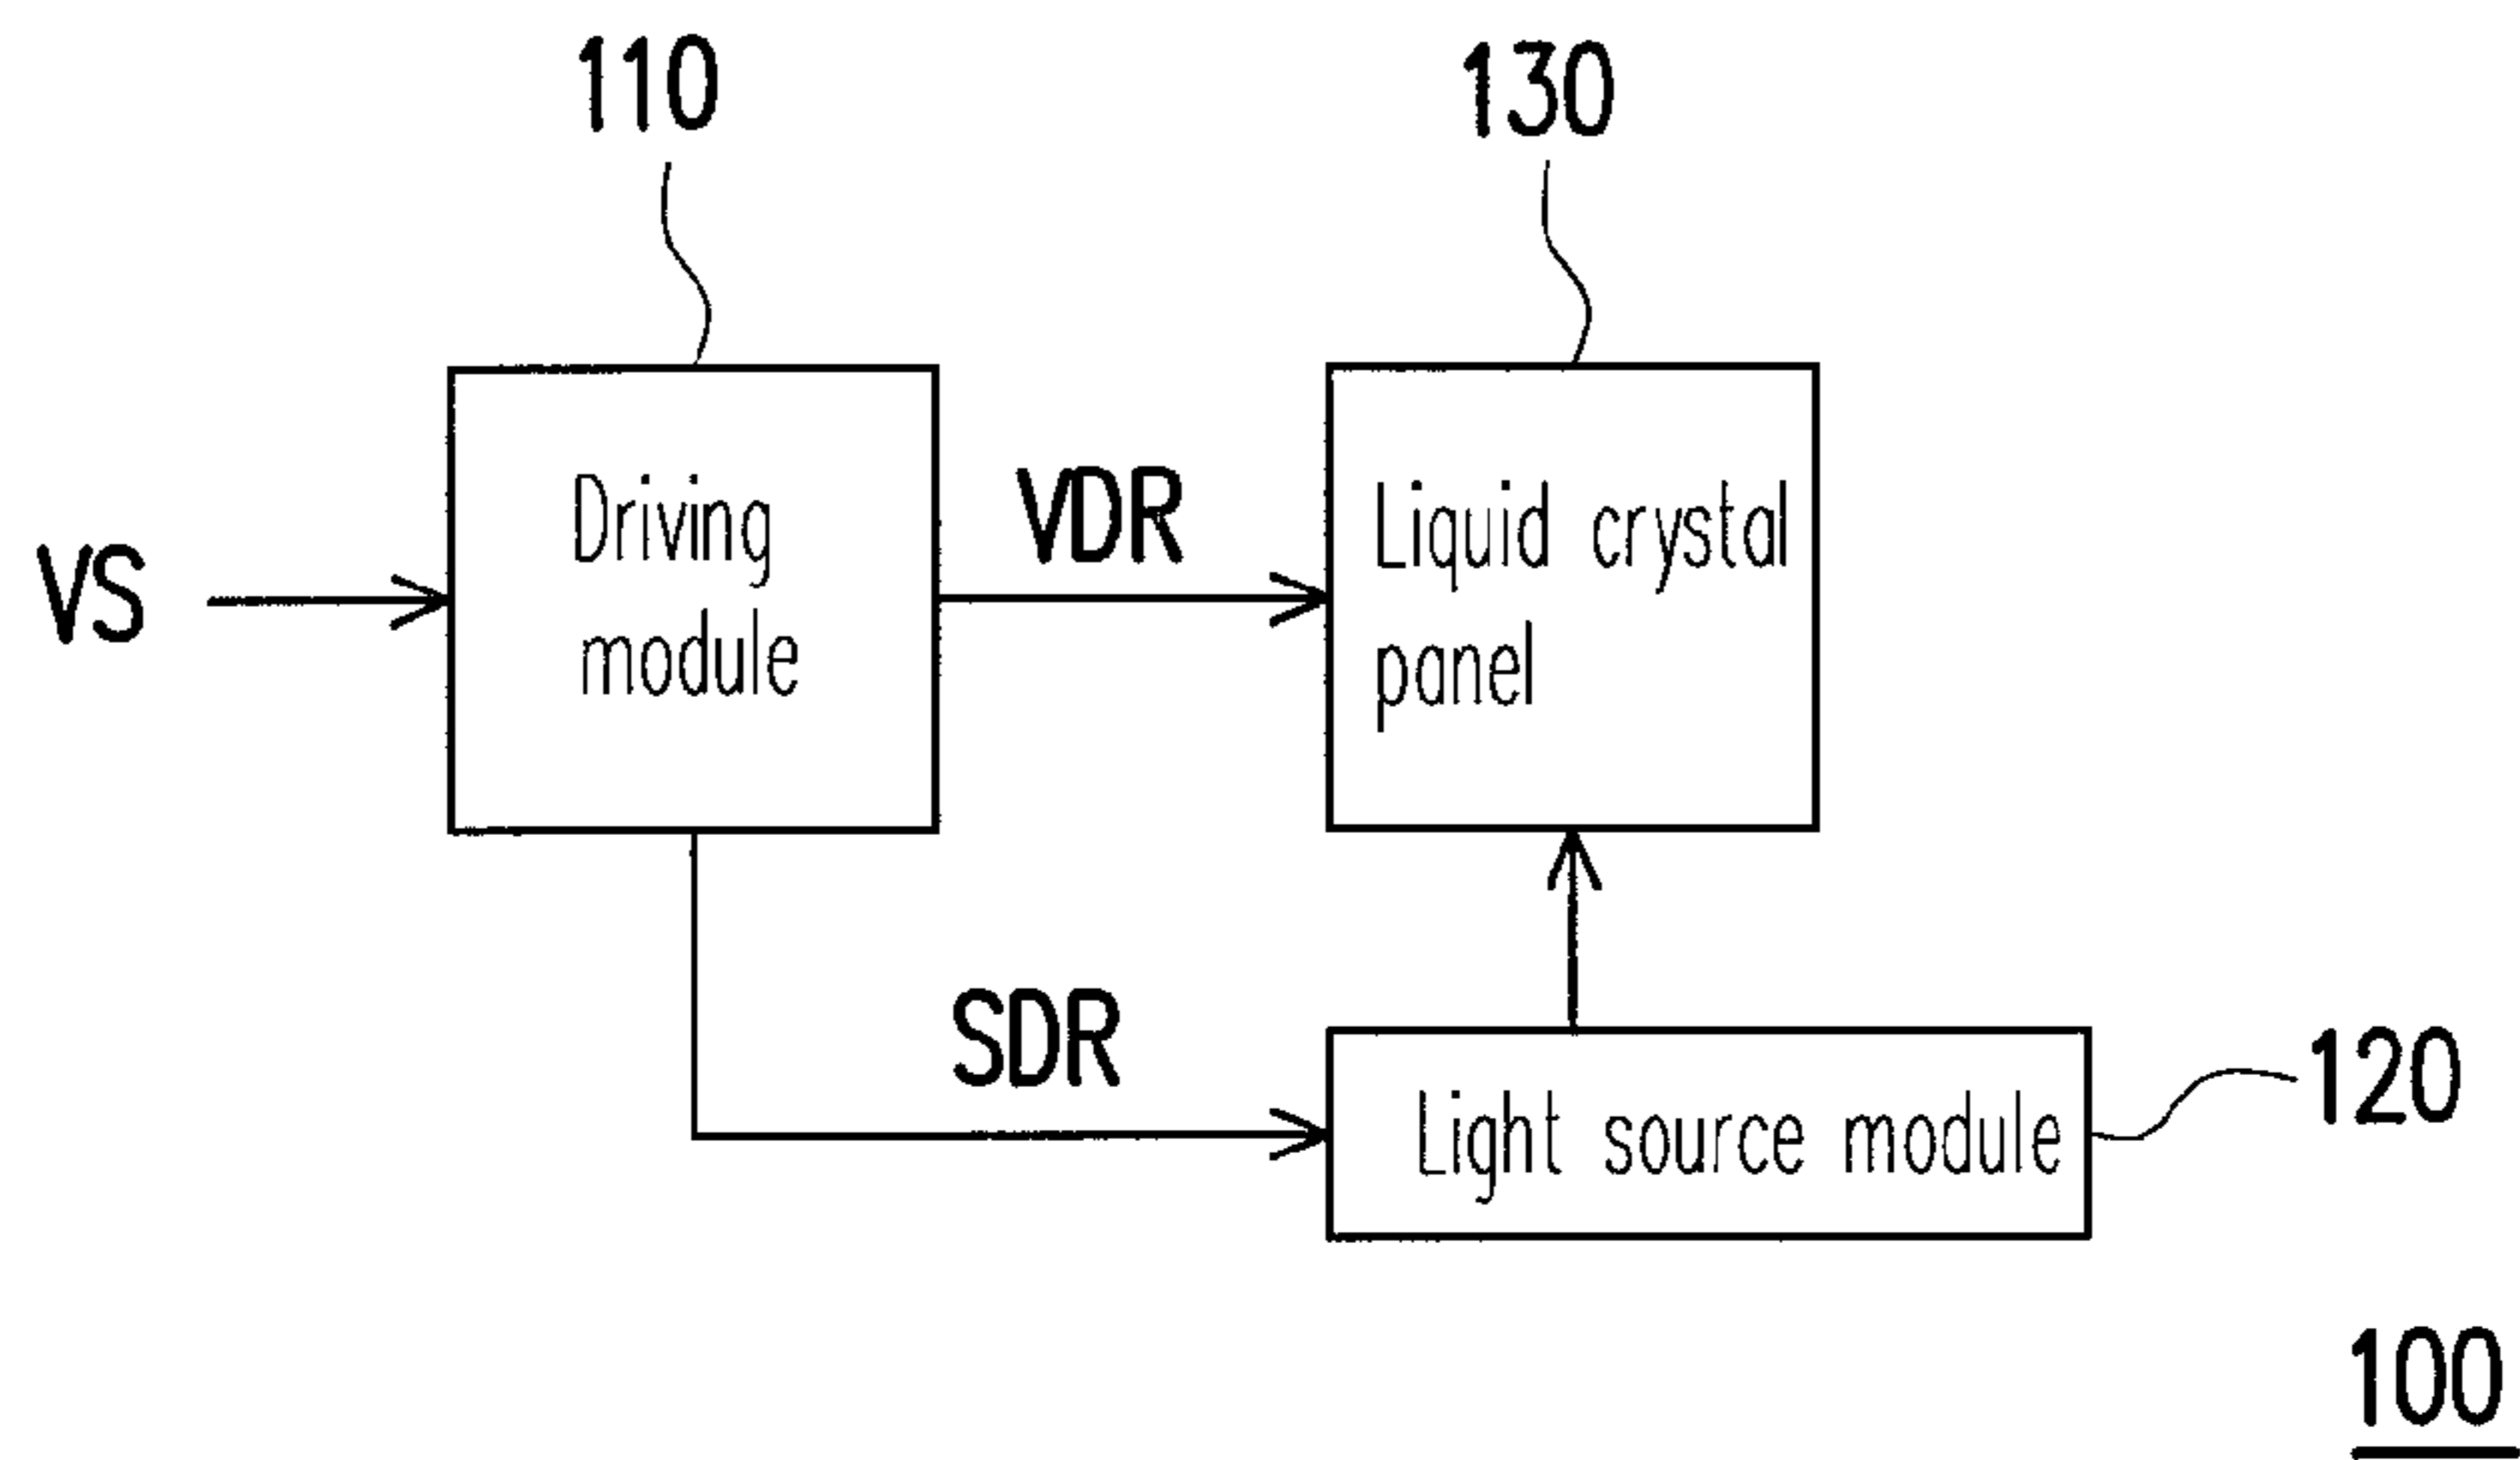 110
130
Driving
module
VDR
Liquid crystal
panel
VS
SDR
Light source module
120
100